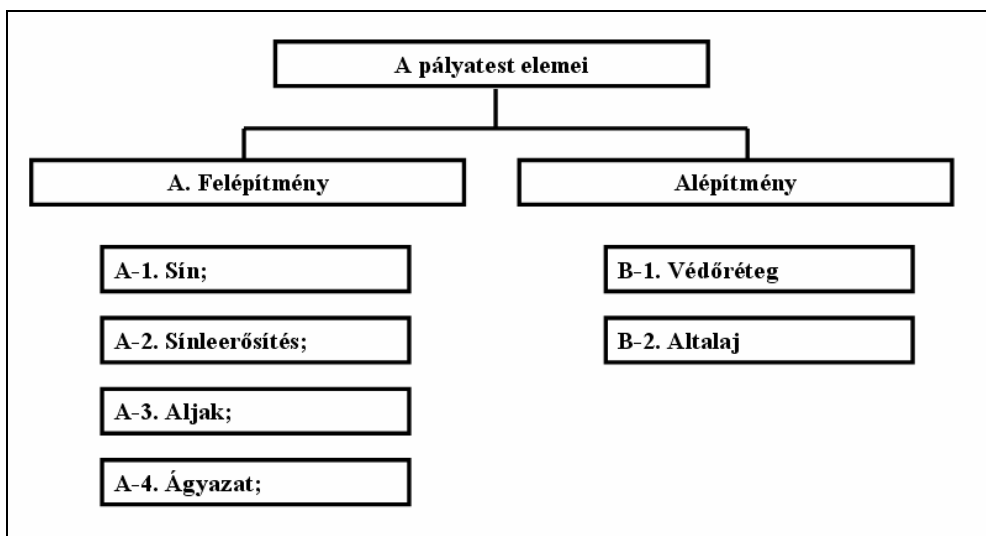 A pályatest elemei
A. Felépítmény
Alépítmény
A-1. Sín;
A-2. Sínleerősítés;
A-3. Aljak;
A-4. Ágyazat;
B-1. Védőréteg
B-2. Altalaj